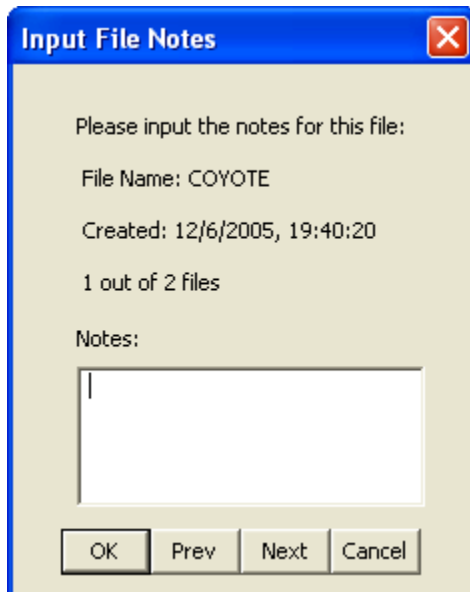 Input File Notes
Please input the notes for this file:
File Name: COYOTE
Created: 12/6/2005, 19:40:20
1 out of 2 files
Notes:
OK Prev Next Cancel